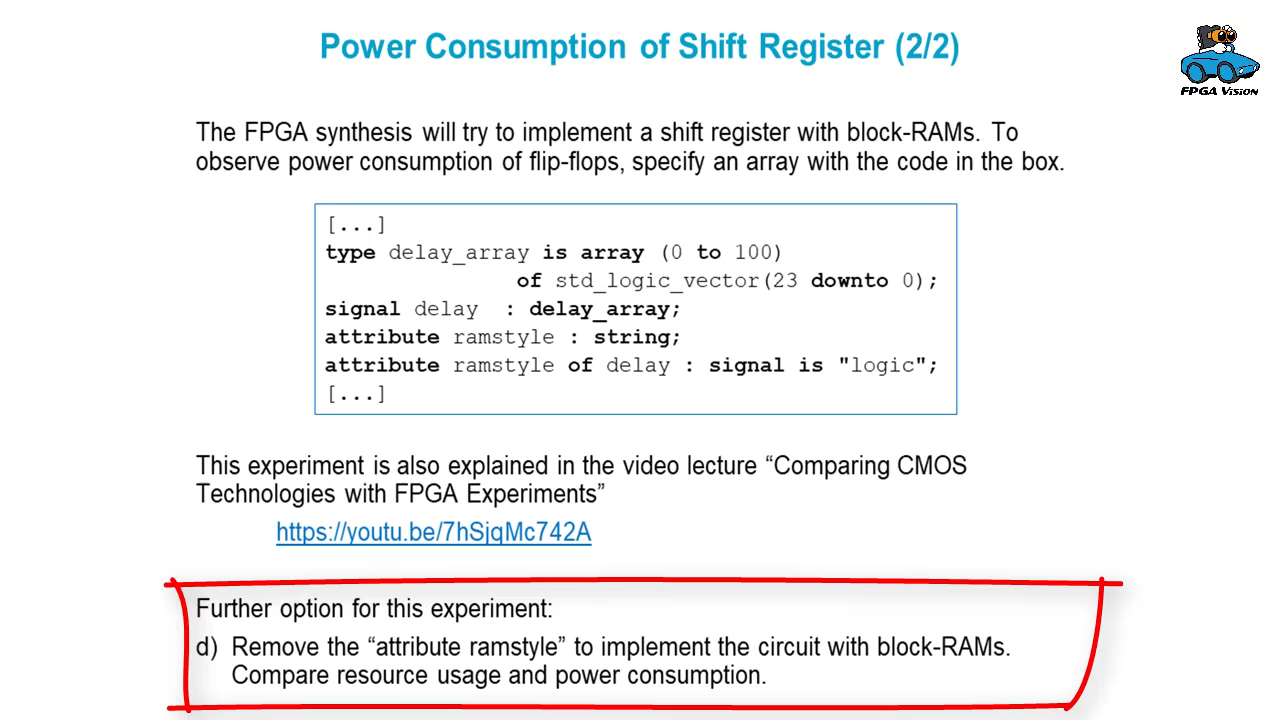 Power Consumption of Shift Register (2/2)
FPGA Vision
The FPGA synthesis will try to implement a shift register with block-RAMs. To
observe power consumption of flip-flops, specify an array with the code in the box.
[...]
type delay_array is array (0 to 100)
of std_logic_vector(23 downto 0);
signal delay : delay_array;
attribute ramstyle : string;
attribute ramstyle of delay : signal is "logic";
[...]
This experiment is also explained in the video lecture “Comparing CMOS
Technologies with FPGA Experiments”
https://youtu.be/7hSjqMc742A
Further option for this experiment:
d) Remove the “attribute ramstyle” to implement the circuit with block-RAMs.
Compare resource usage and power consumption.